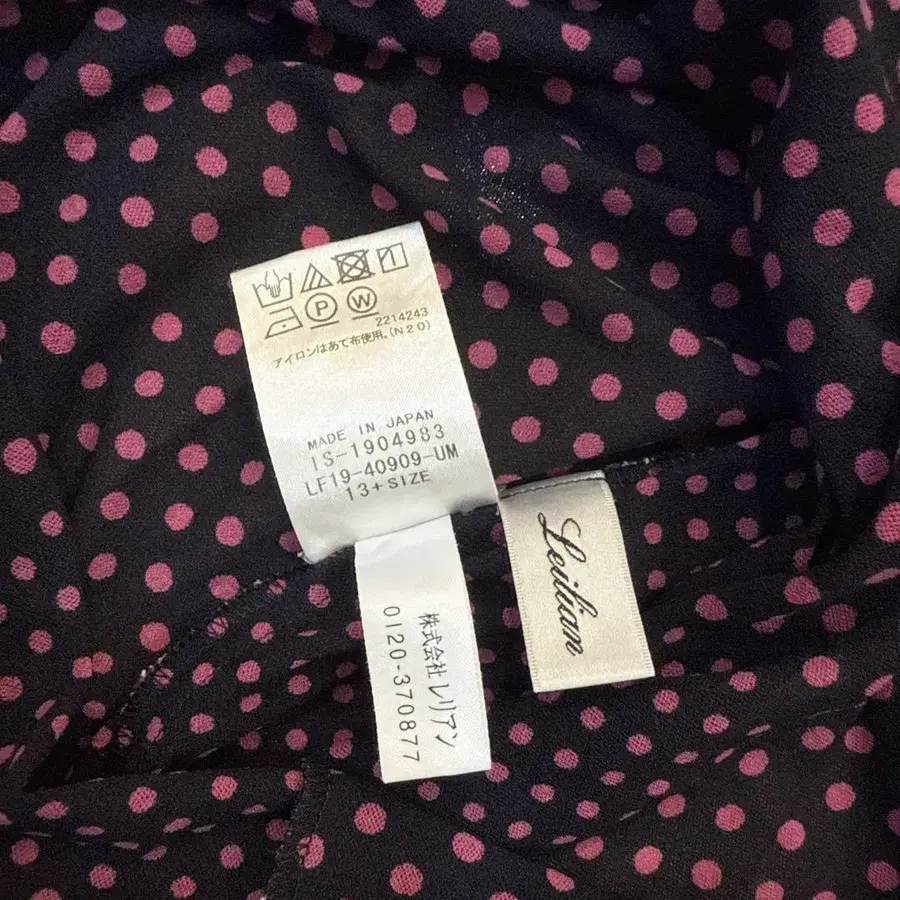 P W
2214243
アイロンはあて布使用。(N20)
MADE IN JAPAN
IS-1904983
LF19-40909-UM
13+SIZE
株式会社レリアン
0120-370877
Leilian